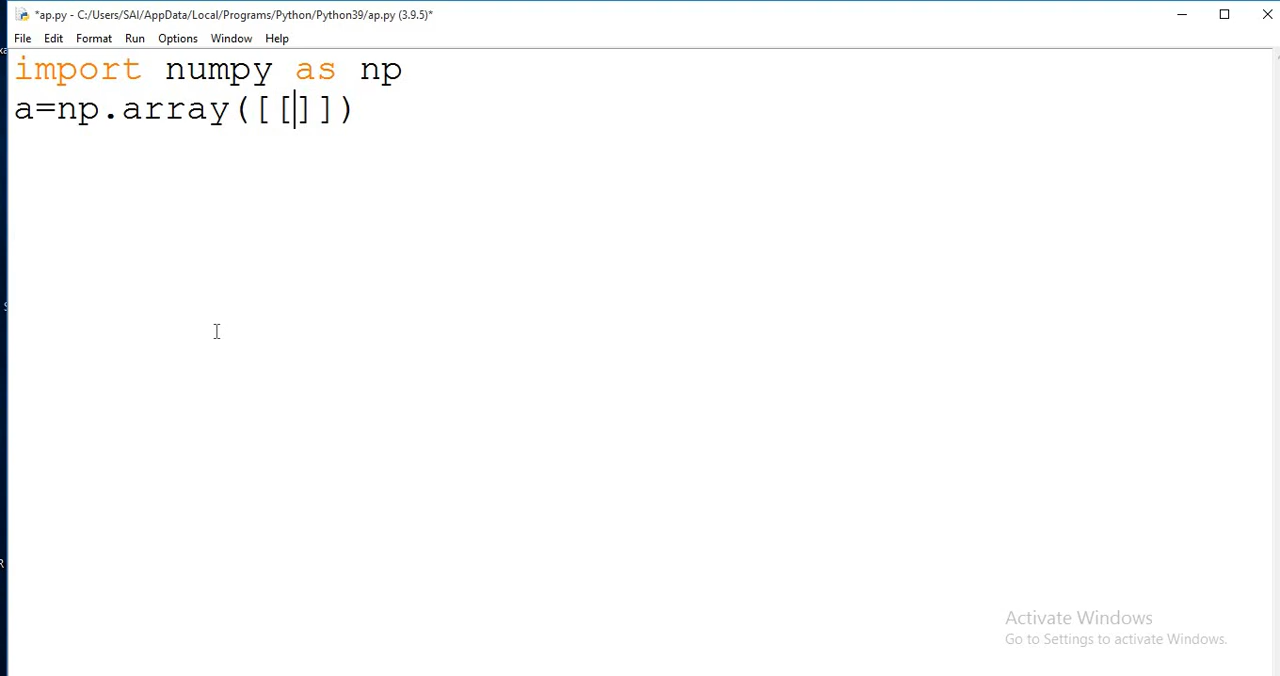 *ap.py - C:/Users/SAI/AppData/Local/Programs/Python/Python39/ap.py (3.9.5)*
File Edit Format Run Options Window Help
import numpy as np
a=np.array([[]])
Activate Windows
Go to Settings to activate Windows.